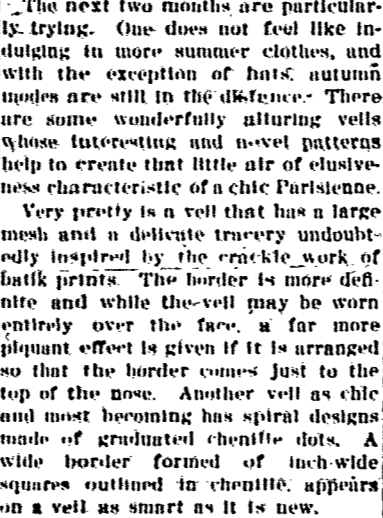 The next two months are particular-
ly trying. One does not feel like in-
dulging in more summer clothes, and
with the exception of hats, autumn
modes are still in the distance. There
are some wonderfully alluring veils
whose interesting and novel patterns
help to create that little air of elusive-
ness characteristic of a chic Parisienne.
Very pretty is a veil that has a large
mesh and a delicate tracery undoubt-
edly inspired by the crackle work of
batik prints. The border is more defi-
nite and while the veil may be worn
entirely over the face, a far more
piquant effect is given if it is arranged
so that the border comes just to the
top of the nose. Another veil as chic
and most becoming has spiral designs
made of graduated chenille dots. A
wide border formed of inch-wide
squares outlined in chenille, appears
on a veil as smart as it is new.